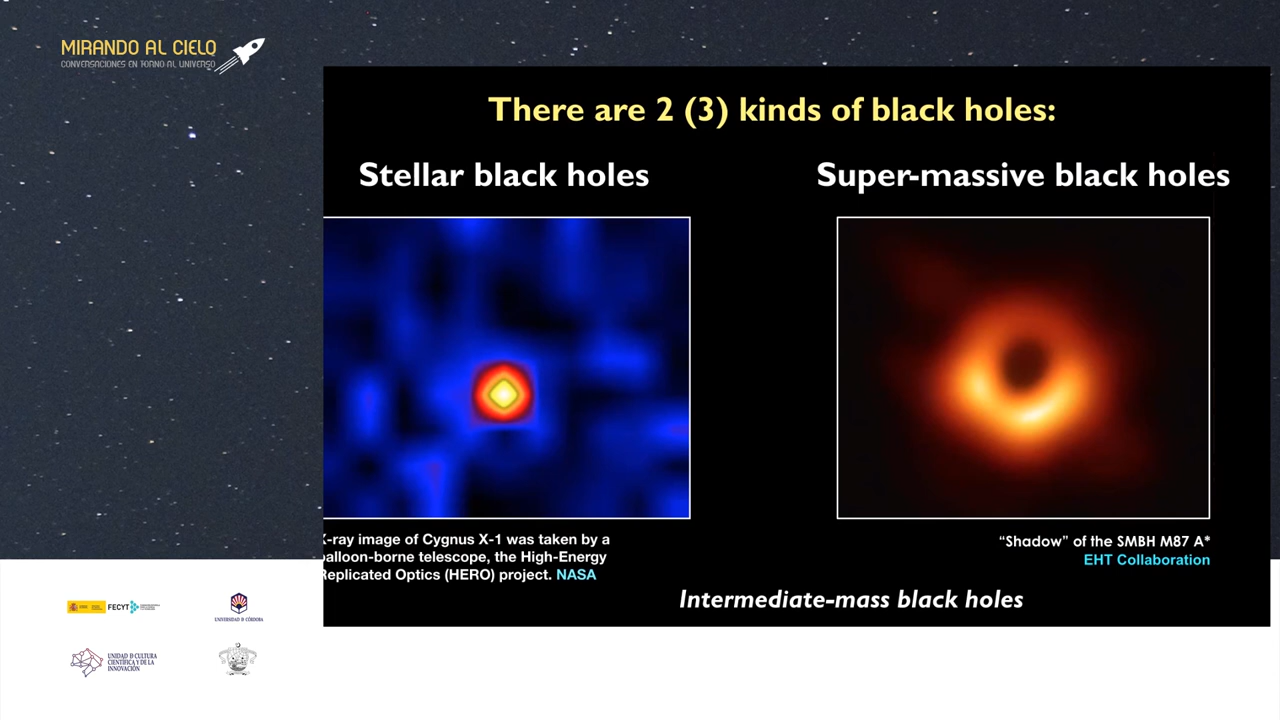 MIRANDO AL CIELO
CONVERSACIONES EN TORNO AL UNIVERSO
There are 2 (3) kinds of black holes:
Stellar black holes
Super-massive black holes
X-ray image of Cygnus X-1 was taken by a
balloon-borne telescope, the High-Energy
Replicated Optics (HERO) project. NASA
“Shadow” of the SMBH M87 A*
EHT Collaboration
Intermediate-mass black holes
FECYT
UNIVERSIDAD D CÓRDOBA
UNIDAD D CULTURA
CIENTÍFICA Y DE LA
INNOVACIÓN